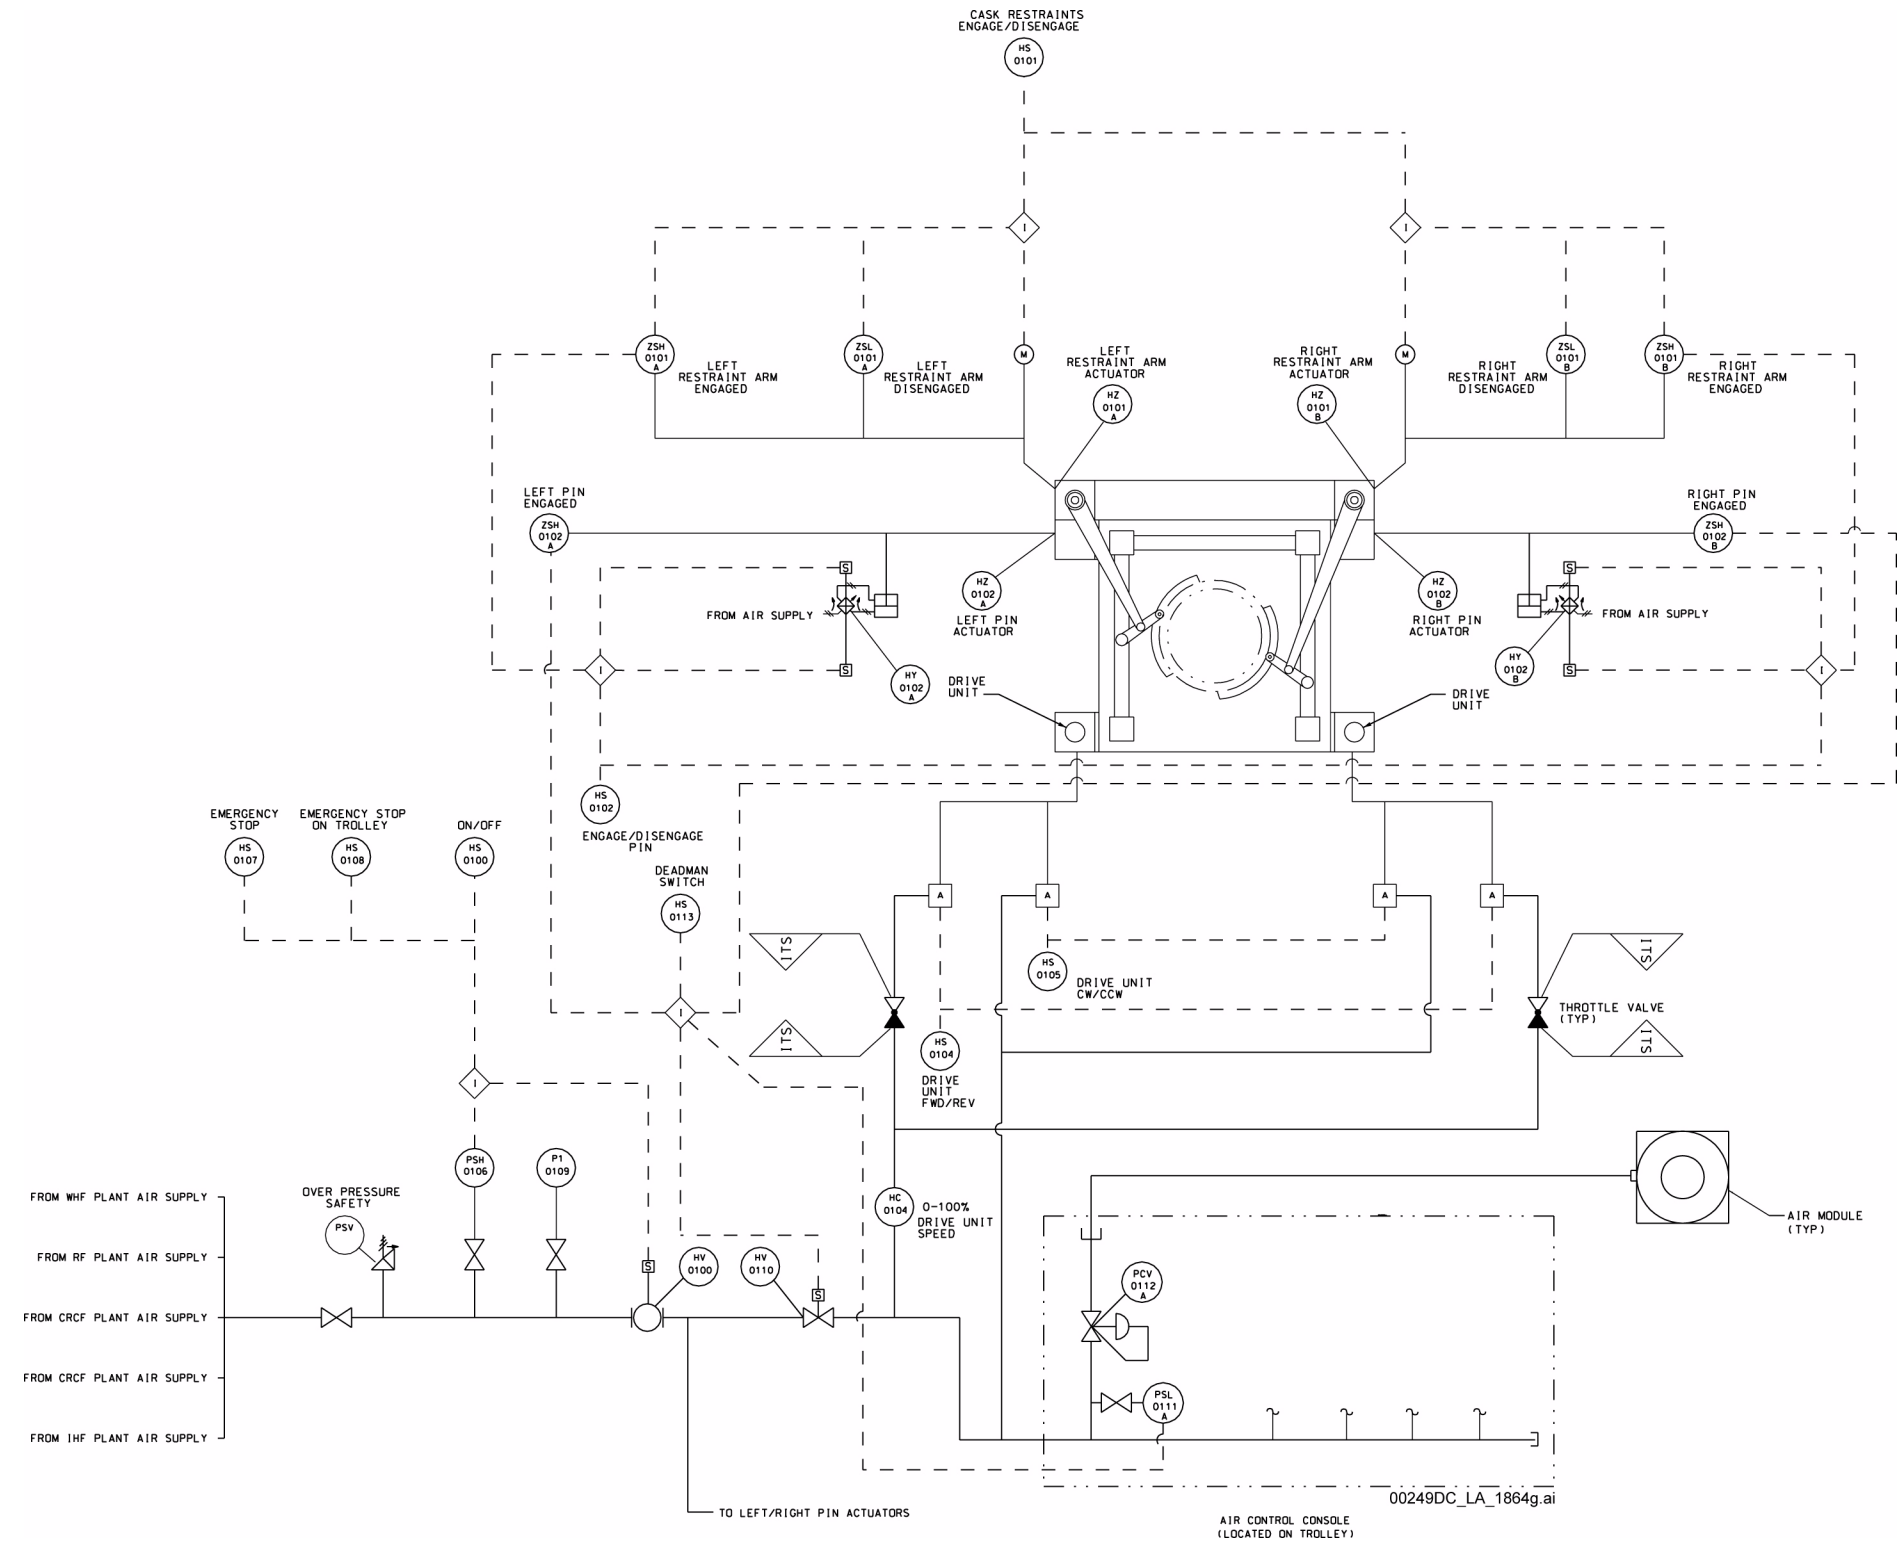 CASK RESTRAINTS
ENGAGE/DISENGAGE
HS
0101
I
I
ZSH
0101
A
LEFT
RESTRAINT ARM
ENGAGED
ZSL
0101
A
LEFT
RESTRAINT ARM
DISENGAGED
M
LEFT
RESTRAINT ARM
ACTUATOR
HZ
0101
A
RIGHT
RESTRAINT ARM
ACTUATOR
HZ
0101
B
M
RIGHT
RESTRAINT ARM
DISENGAGED
ZSL
0101
B
ZSH
0101
B
RIGHT
RESTRAINT ARM
ENGAGED
LEFT PIN
ENGAGED
ZSH
0102
A
RIGHT PIN
ENGAGED
ZSH
0102
B
S
FROM AIR SUPPLY
S
HY
0102
A
HZ
0102
A
LEFT PIN
ACTUATOR
HZ
0102
B
RIGHT PIN
ACTUATOR
S
FROM AIR SUPPLY
S
HY
0102
B
I
I
DRIVE
UNIT
DRIVE
UNIT
HS
0102
ENGAGE/DISENGAGE
PIN
EMERGENCY
STOP
HS
0107
EMERGENCY STOP
ON TROLLEY
HS
0108
ON/OFF
HS
0100
DEADMAN
SWITCH
HS
0113
A
A
A
A
ITS
ITS
ITS
ITS
HS
0105
DRIVE UNIT
CW/CCW
THROTTLE VALVE
(TYP)
I
HS
0104
DRIVE
UNIT
FWD/REV
I
PSH
0106
P1
0109
FROM WHF PLANT AIR SUPPLY
FROM RF PLANT AIR SUPPLY
FROM CRCF PLANT AIR SUPPLY
FROM CRCF PLANT AIR SUPPLY
FROM IHF PLANT AIR SUPPLY
OVER PRESSURE
SAFETY
PSV
S
HV
0100
HV
0110
S
HC
0104
0-100%
DRIVE UNIT
SPEED
AIR MODULE
(TYP)
PCV
0112
A
PSL
0111
A
TO LEFT/RIGHT PIN ACTUATORS
00249DC_LA_1864g.ai
AIR CONTROL CONSOLE
(LOCATED ON TROLLEY)